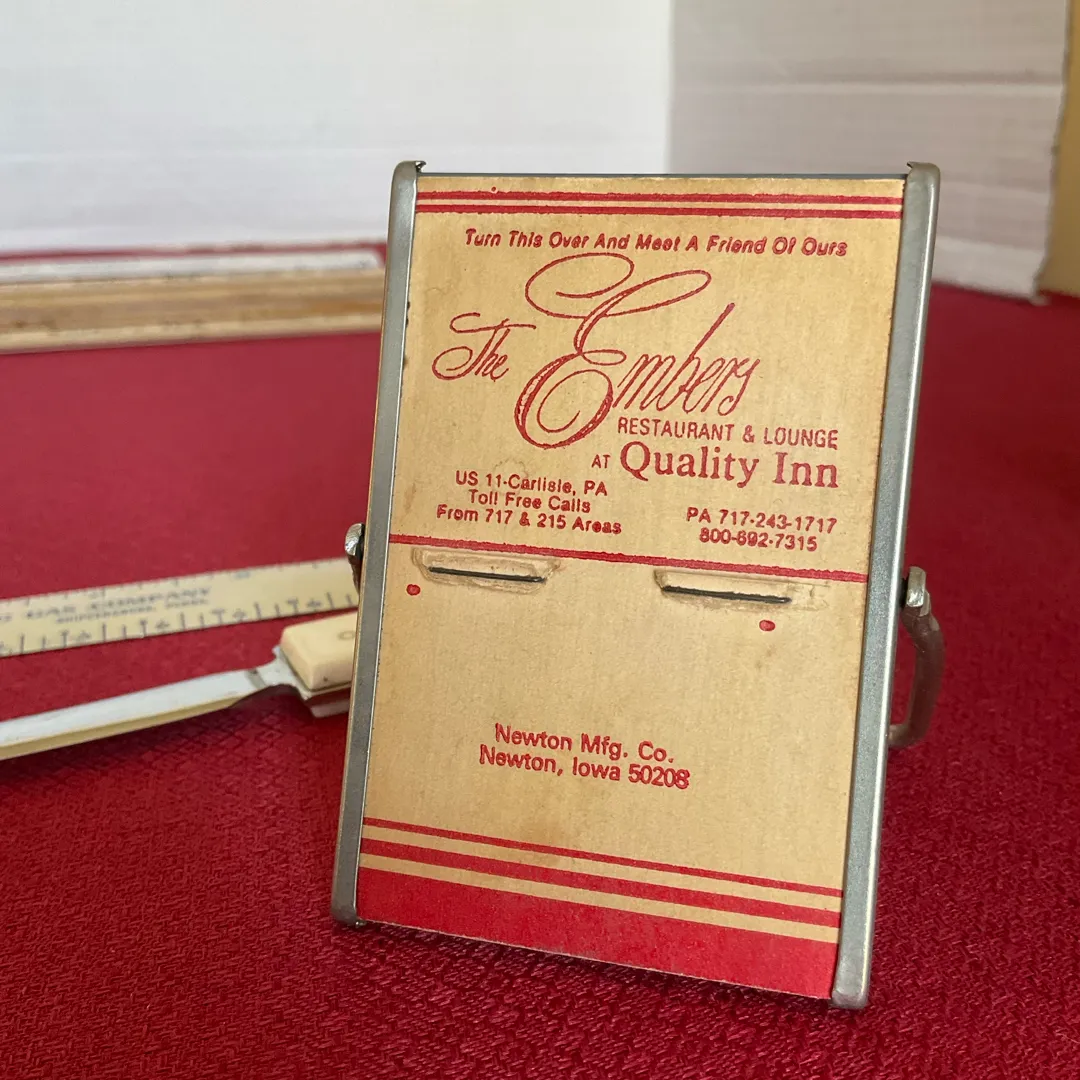 Turn This Over And Meet A Friend Of Ours
The Embers
RESTAURANT & LOUNGE
AT Quality Inn
US 11-Carlisle, PA
Toll Free Calls
From 717 & 215 Areas
PA 717-243-1717
800-692-7315
Newton Mfg. Co.
Newton, Iowa 50208
GAS COMPANY